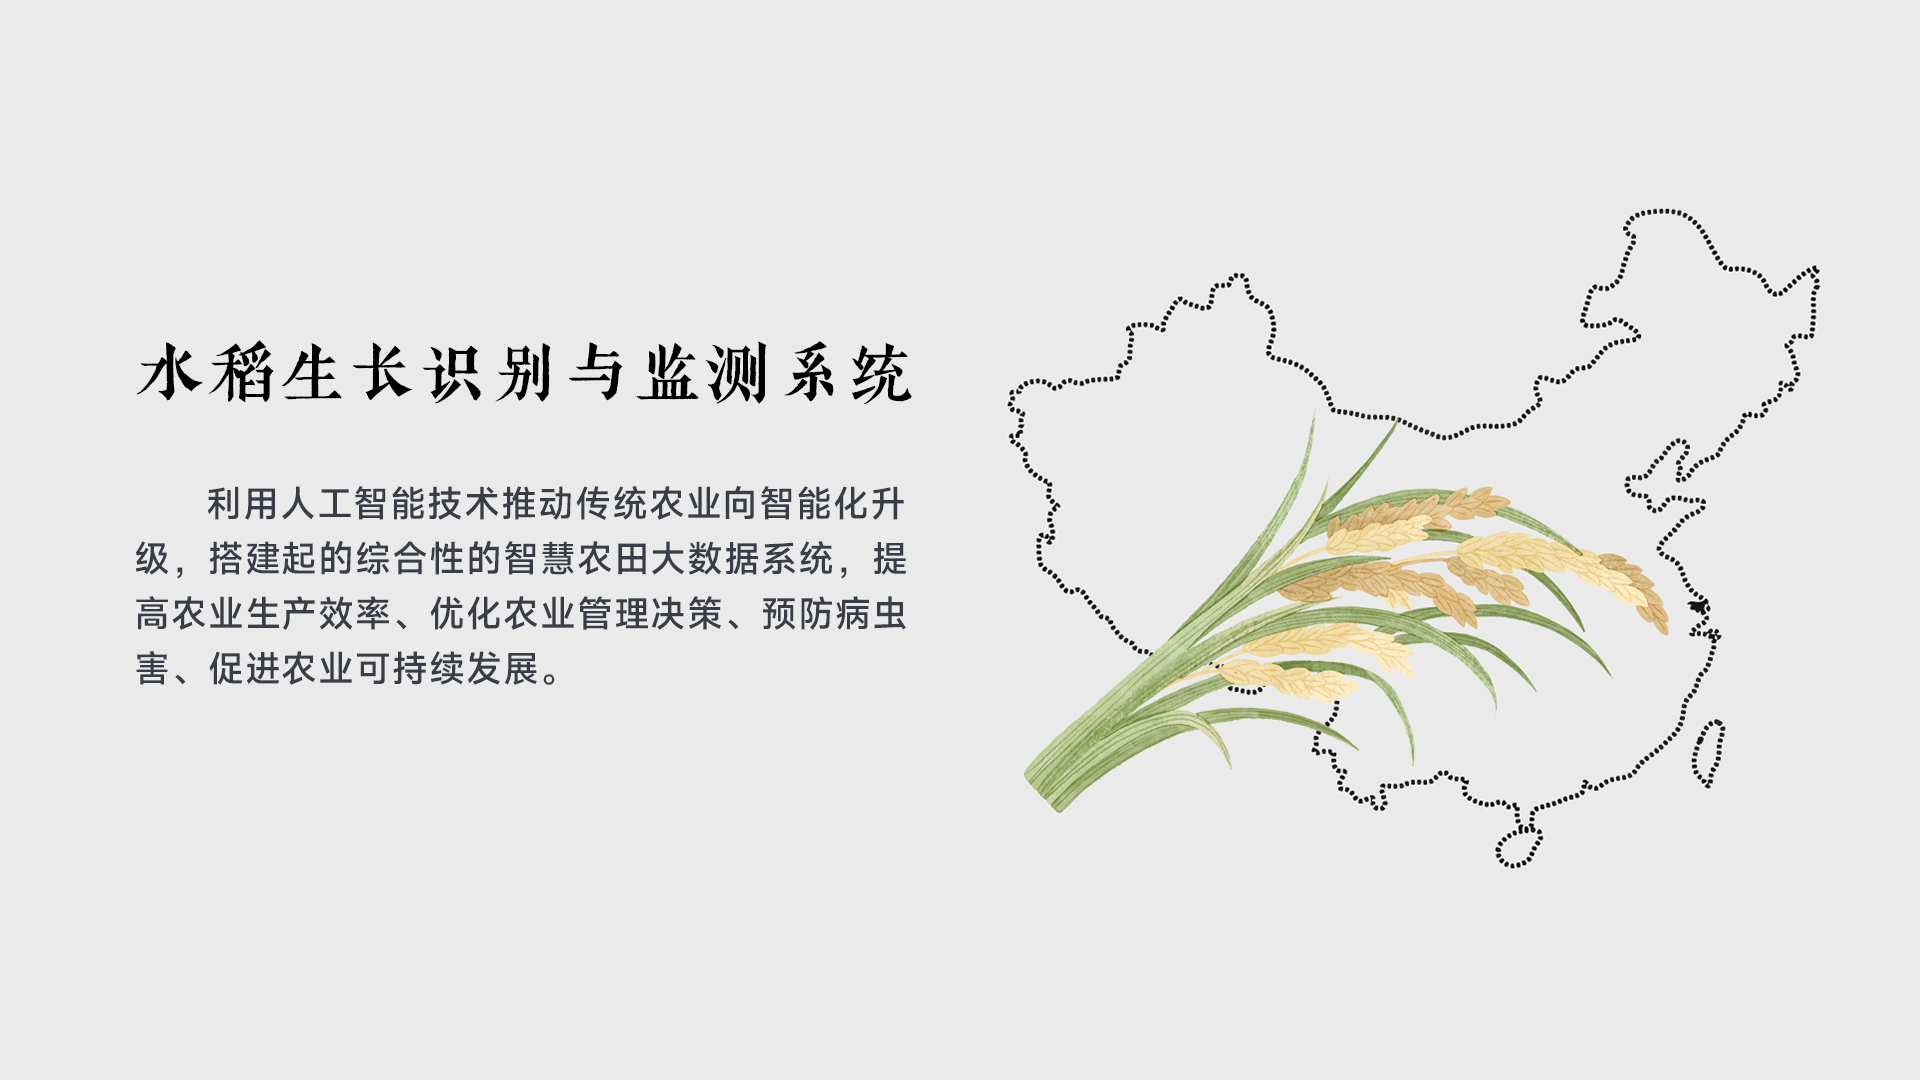 水稻生长识别与监测系统
利用人工智能技术推动传统农业向智能化升
级，搭建起的综合性的智慧农田大数据系统，提
高农业生产效率、优化农业管理决策、预防病虫
害、促进农业可持续发展。